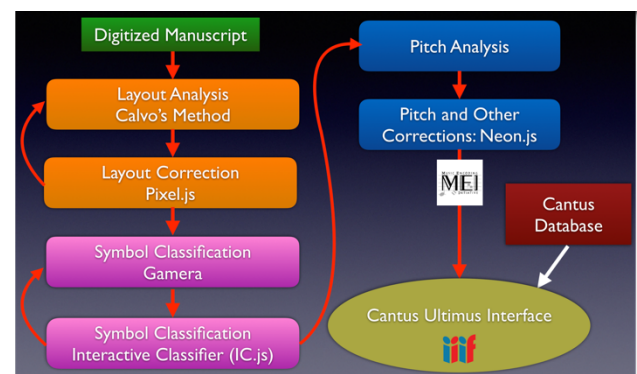 Digitized Manuscript
Layout Analysis
Calvo's Method
Layout Correction
Pixel.js
Symbol Classification
Gamera
Symbol Classification
Interactive Classifier (IC.js)
Pitch Analysis
Pitch and Other
Corrections: Neon.js
MEI
Cantus
Database
Cantus Ultimus Interface
iiif